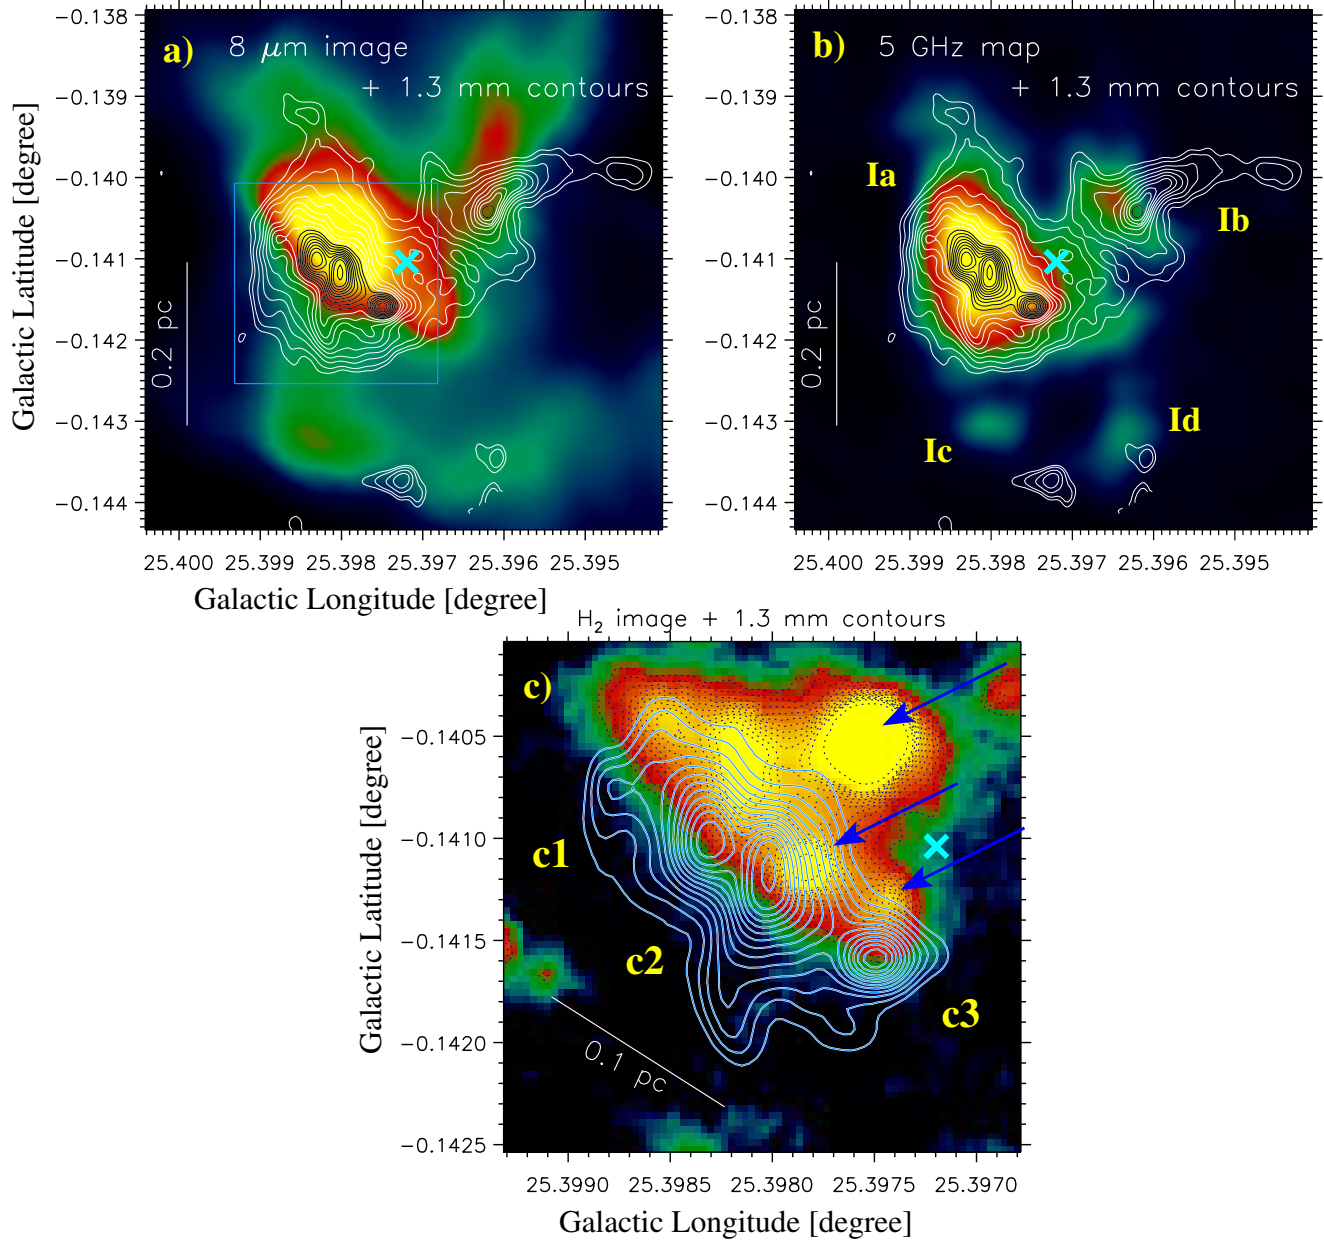 a) 8 μm image
+ 1.3 mm contours
b) 5 GHz map
+ 1.3 mm contours
−0.138
−0.139
−0.140
−0.141
−0.142
−0.143
−0.144
Galactic Latitude [degree]
0.2 pc
25.400 25.399 25.398 25.397 25.396 25.395
Galactic Longitude [degree]
−0.138
−0.139
−0.140
−0.141
−0.142
−0.143
−0.144
0.2 pc
Ia
Ib
Ic
Id
25.400 25.399 25.398 25.397 25.396 25.395
H₂ image + 1.3 mm contours
c)
−0.1405
−0.1410
−0.1415
−0.1420
−0.1425
Galactic Latitude [degree]
c1
c2
c3
0.1 pc
25.3990 25.3985 25.3980 25.3975 25.3970
Galactic Longitude [degree]